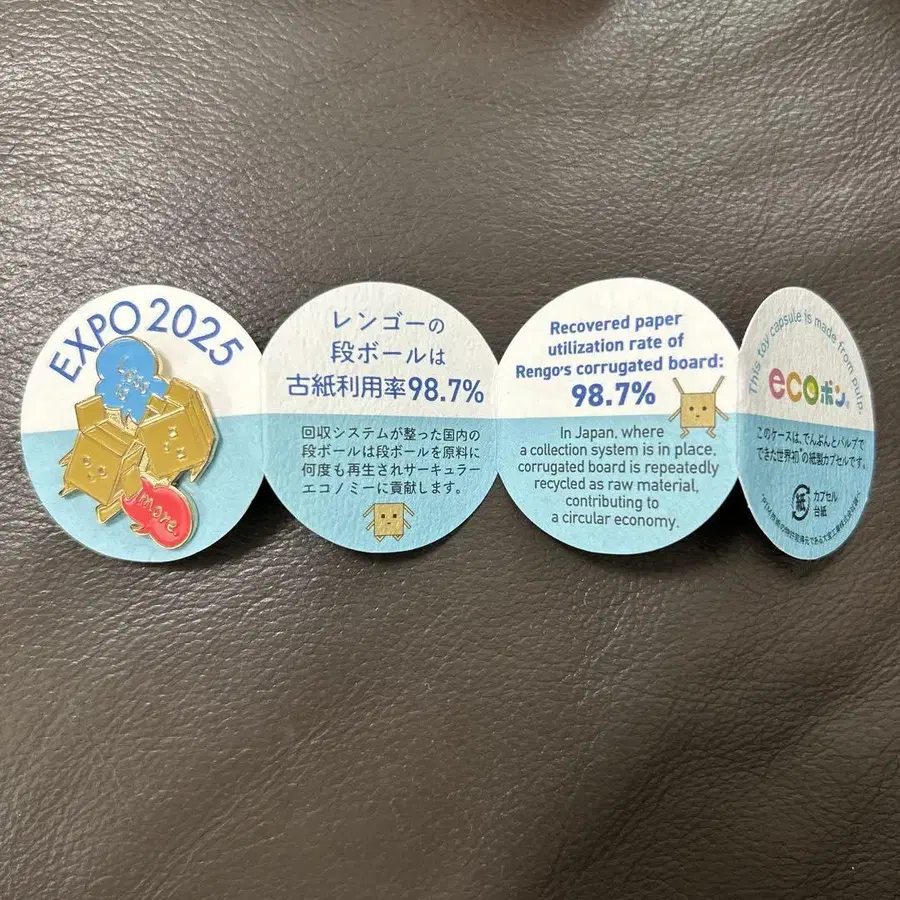 EXPO 2025
more.
レンゴーの
段ボールは
古紙利用率98.7%
回収システムが整った国内の
段ボールは段ボールを原料に
何度も再生されサーキュラー
エコノミーに貢献します。
Recovered paper
utilization rate of
Rengo's corrugated board:
98.7%
In Japan, where
a collection system is in place,
corrugated board is repeatedly
recycled as raw material,
contributing to
a circular economy.
This toy capsule is made from pulp.
ecoポン®
このケースは、でんぷんとパルプで
できた世界初*の紙製カプセルです。
紙
カプセル
台紙